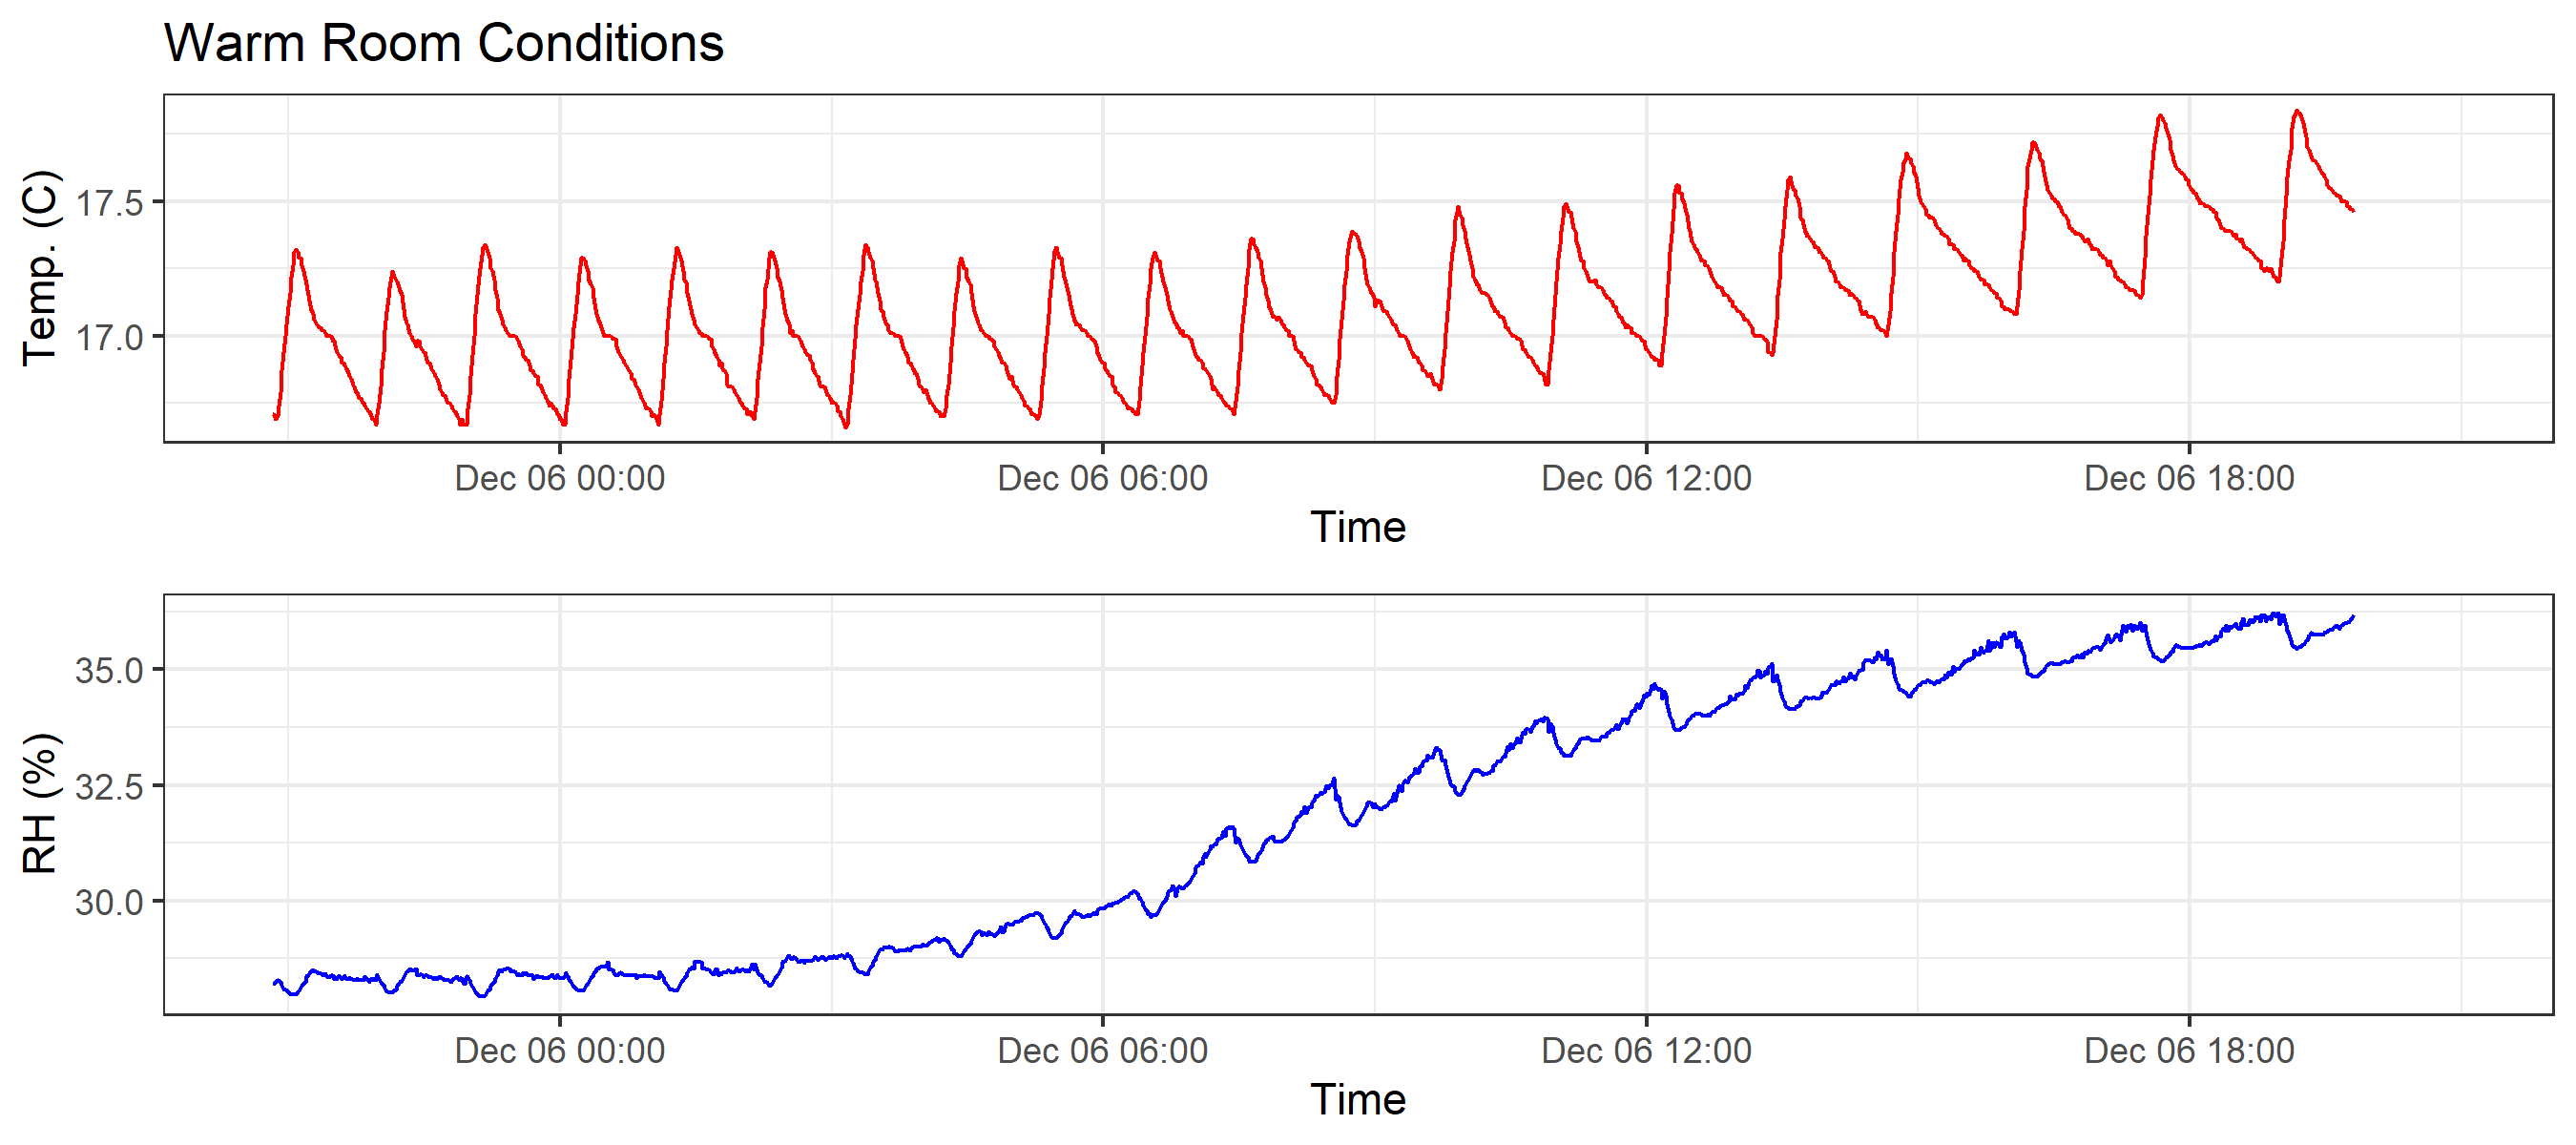 Warm Room Conditions
Temp. (C)
17.5
17.0
Dec 06 00:00 Dec 06 06:00 Dec 06 12:00 Dec 06 18:00
Time
RH (%)
35.0
32.5
30.0
Dec 06 00:00 Dec 06 06:00 Dec 06 12:00 Dec 06 18:00
Time